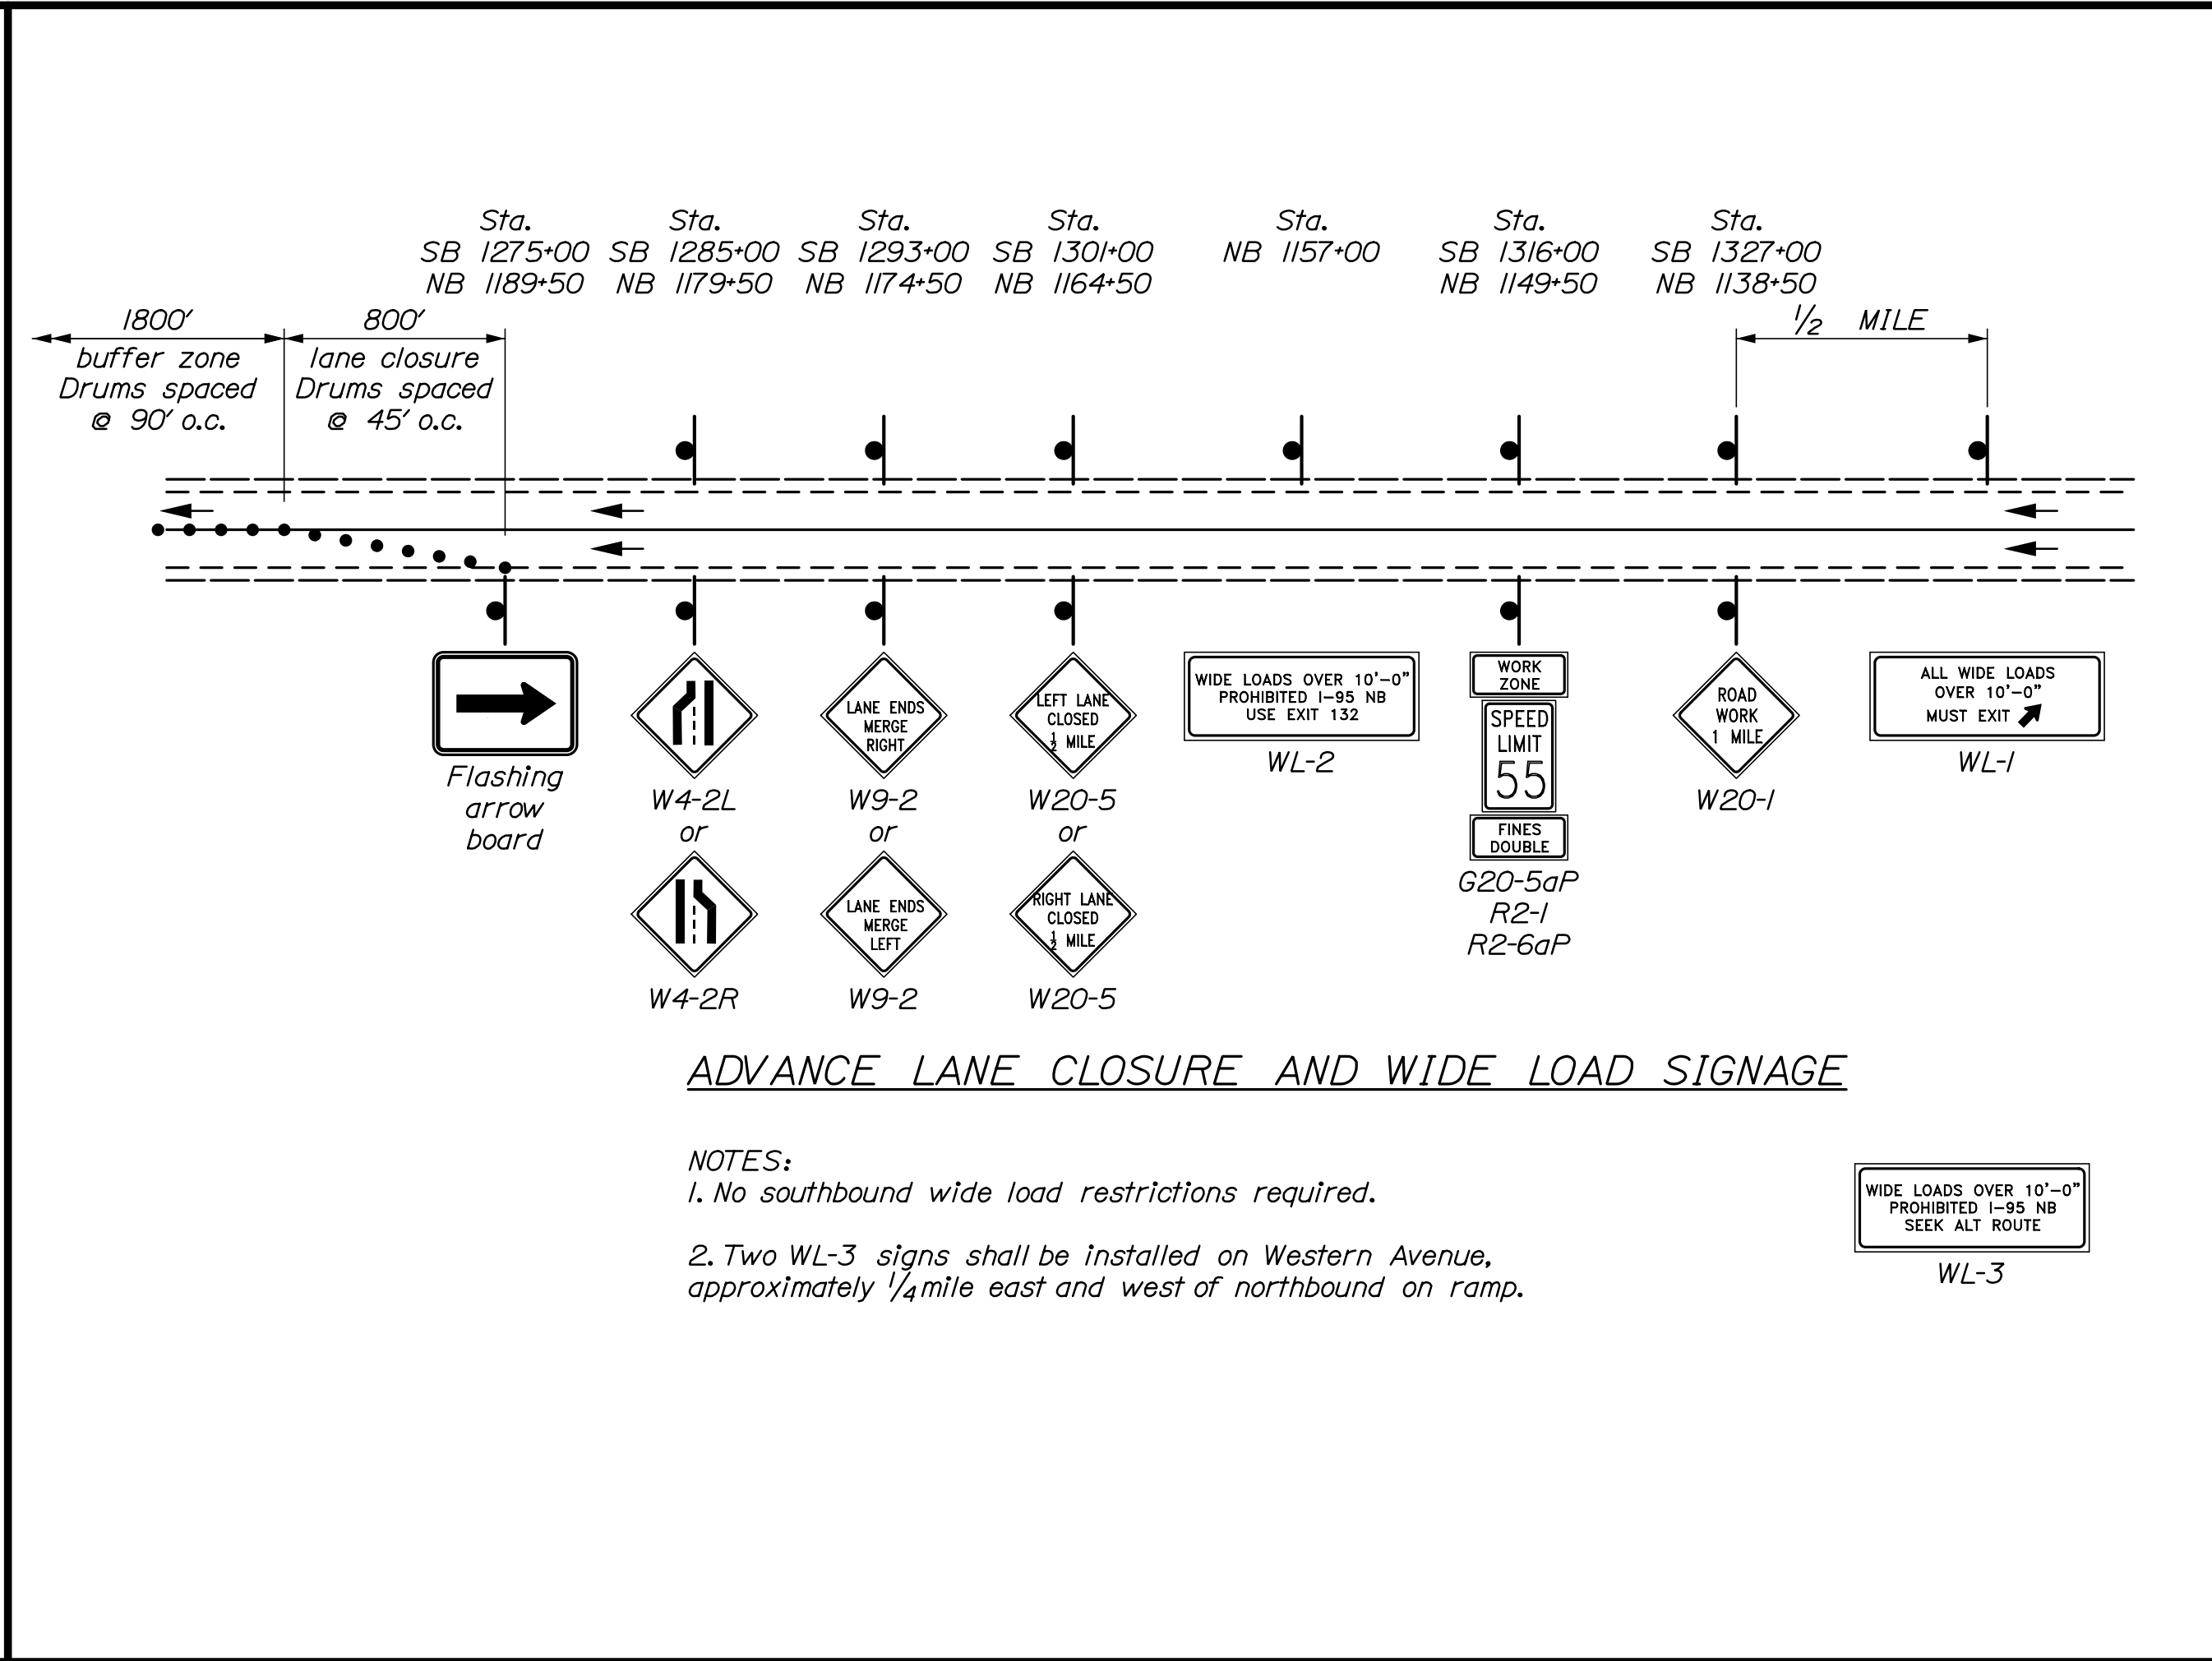 Sta.
SB 1275+00
NB 1189+50
Sta.
SB 1285+00
NB 1179+50
Sta.
SB 1293+00
NB 1174+50
Sta.
SB 1301+00
NB 1164+50
Sta.
NB 1157+00
Sta.
SB 1316+00
NB 1149+50
Sta.
SB 1327+00
NB 1138+50
1/2 MILE
1800'
buffer zone
Drums spaced
@ 90' o.c.
800'
lane closure
Drums spaced
@ 45' o.c.
Flashing
arrow
board
W4-2L
or
W4-2R
LANE ENDS
MERGE
RIGHT
W9-2
or
LANE ENDS
MERGE
LEFT
W9-2
LEFT LANE
CLOSED
1/2 MILE
W20-5
or
RIGHT LANE
CLOSED
1/2 MILE
W20-5
WIDE LOADS OVER 10'-0"
PROHIBITED I-95 NB
USE EXIT 132
WL-2
WORK
ZONE
SPEED
LIMIT
55
FINES
DOUBLE
G20-5aP
R2-1
R2-6aP
ROAD
WORK
1 MILE
W20-1
ALL WIDE LOADS
OVER 10'-0"
MUST EXIT
WL-1
ADVANCE LANE CLOSURE AND WIDE LOAD SIGNAGE
NOTES:
1. No southbound wide load restrictions required.
2. Two WL-3 signs shall be installed on Western Avenue,
approximately 1/4 mile east and west of northbound on ramp.
WIDE LOADS OVER 10'-0"
PROHIBITED I-95 NB
SEEK ALT ROUTE
WL-3